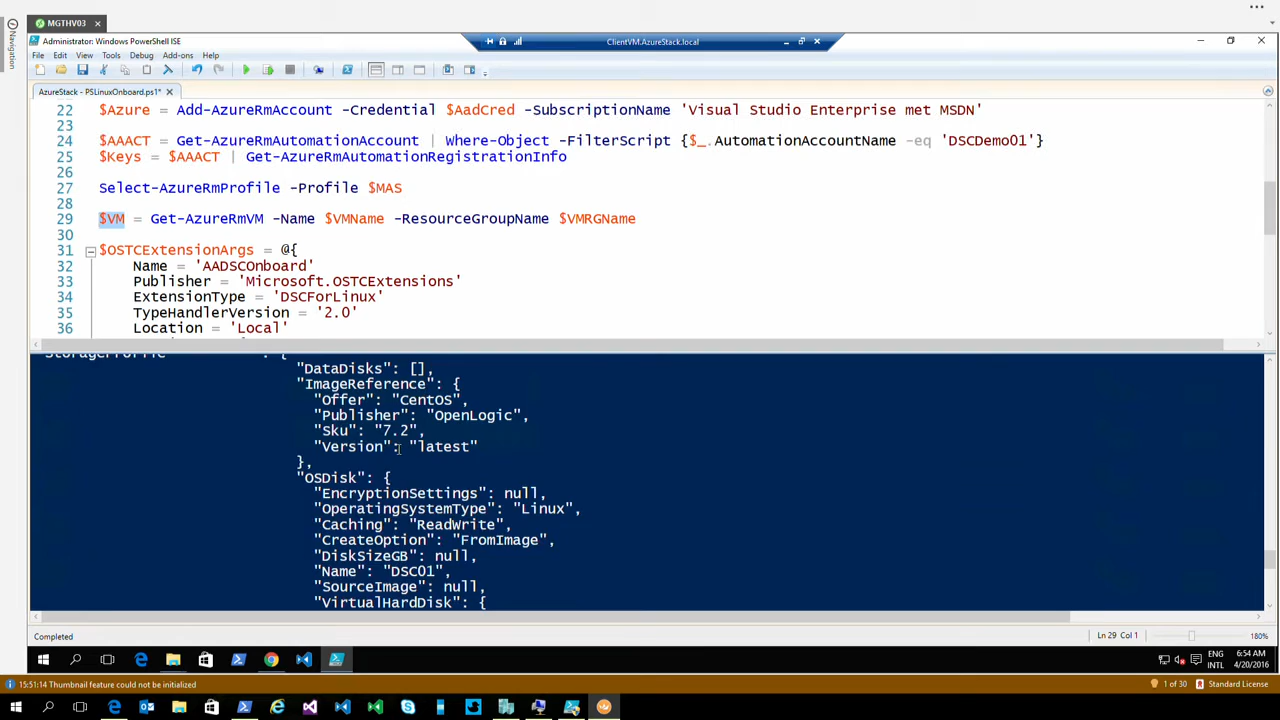 MGTHV03
Navigation
Administrator: Windows PowerShell ISE
ClientVM.AzureStack.local
File Edit View Tools Debug Add-ons Help
AzureStack - PSLinuxOnboard.ps1*
22 $Azure = Add-AzureRmAccount -Credential $AadCred -SubscriptionName 'Visual Studio Enterprise met MSDN'
23
24 $AAACT = Get-AzureRmAutomationAccount | Where-Object -FilterScript {$_.AutomationAccountName -eq 'DSCDemo01'}
25 $Keys = $AAACT | Get-AzureRmAutomationRegistrationInfo
26
27 Select-AzureRmProfile -Profile $MAS
28
29 $VM = Get-AzureRmVM -Name $VMName -ResourceGroupName $VMRGName
30
31 $OSTCExtensionArgs = @{
32 Name = 'AADSCOnboard'
33 Publisher = 'Microsoft.OSTCExtensions'
34 ExtensionType = 'DSCForLinux'
35 TypeHandlerVersion = '2.0'
36 Location = 'Local'
StorageProfile : {
"DataDisks": [],
"ImageReference": {
"Offer": "CentOS",
"Publisher": "OpenLogic",
"Sku": "7.2",
"Version": "latest"
},
"OSDisk": {
"EncryptionSettings": null,
"OperatingSystemType": "Linux",
"Caching": "ReadWrite",
"CreateOption": "FromImage",
"DiskSizeGB": null,
"Name": "DSC01",
"SourceImage": null,
"VirtualHardDisk": {
Completed
Ln 29 Col 1
180%
ENG
INTL
6:54 AM
4/20/2016
15:51:14 Thumbnail feature could not be initialized
1 of 30
Standard License